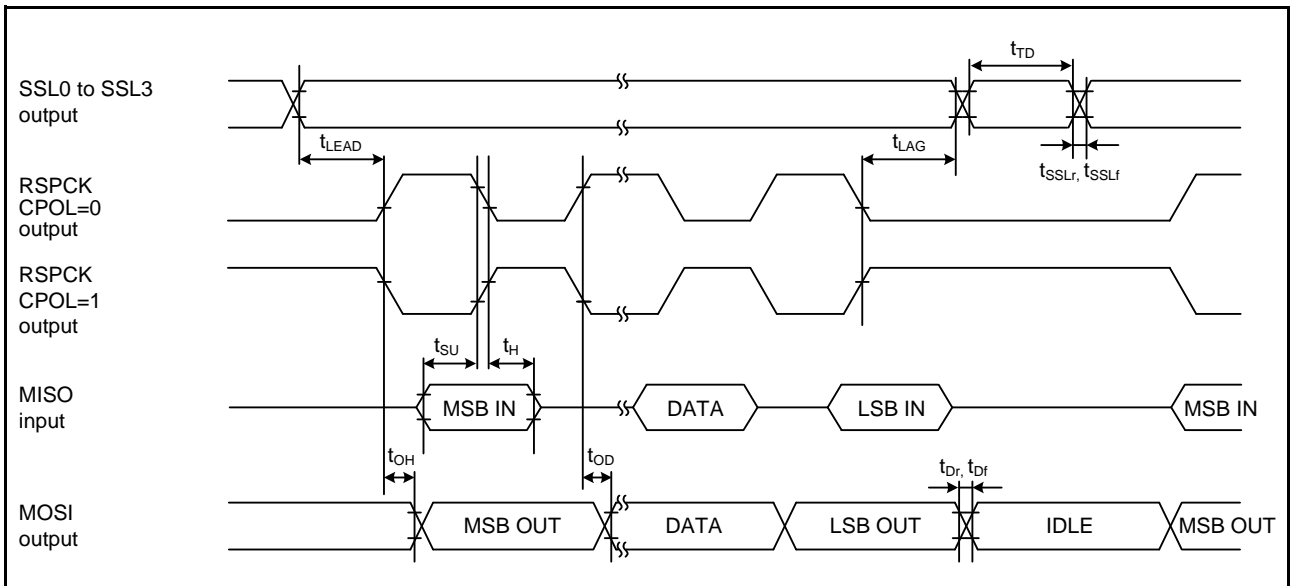 tTD
SSL0 to SSL3
output
tLEAD
tLAG
tSSLr, tSSLf
RSPCK
CPOL=0
output
RSPCK
CPOL=1
output
tSU
tH
MISO
input
MSB IN
DATA
LSB IN
MSB IN
tOH
tOD
tDr, tDf
MOSI
output
MSB OUT
DATA
LSB OUT
IDLE
MSB OUT